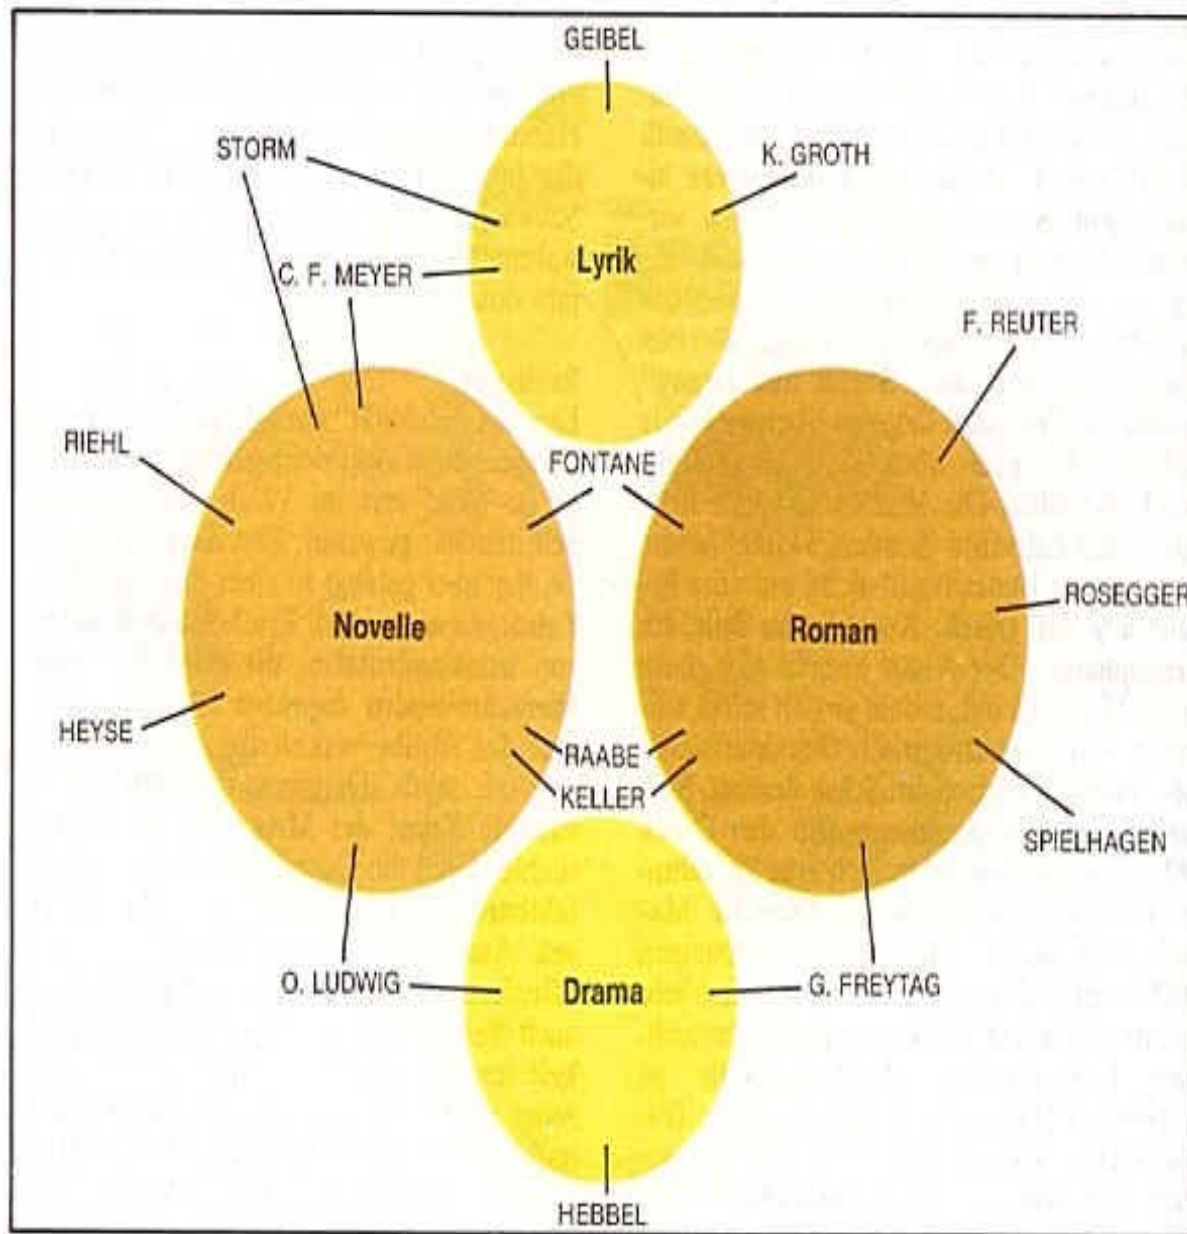 GEIBEL
STORM
K. GROTH
Lyrik
C. F. MEYER
F. REUTER
RIEHL
FONTANE
ROSEGGER
Novelle
Roman
HEYSE
RAABE
KELLER
SPIELHAGEN
O. LUDWIG
Drama
G. FREYTAG
HEBBEL